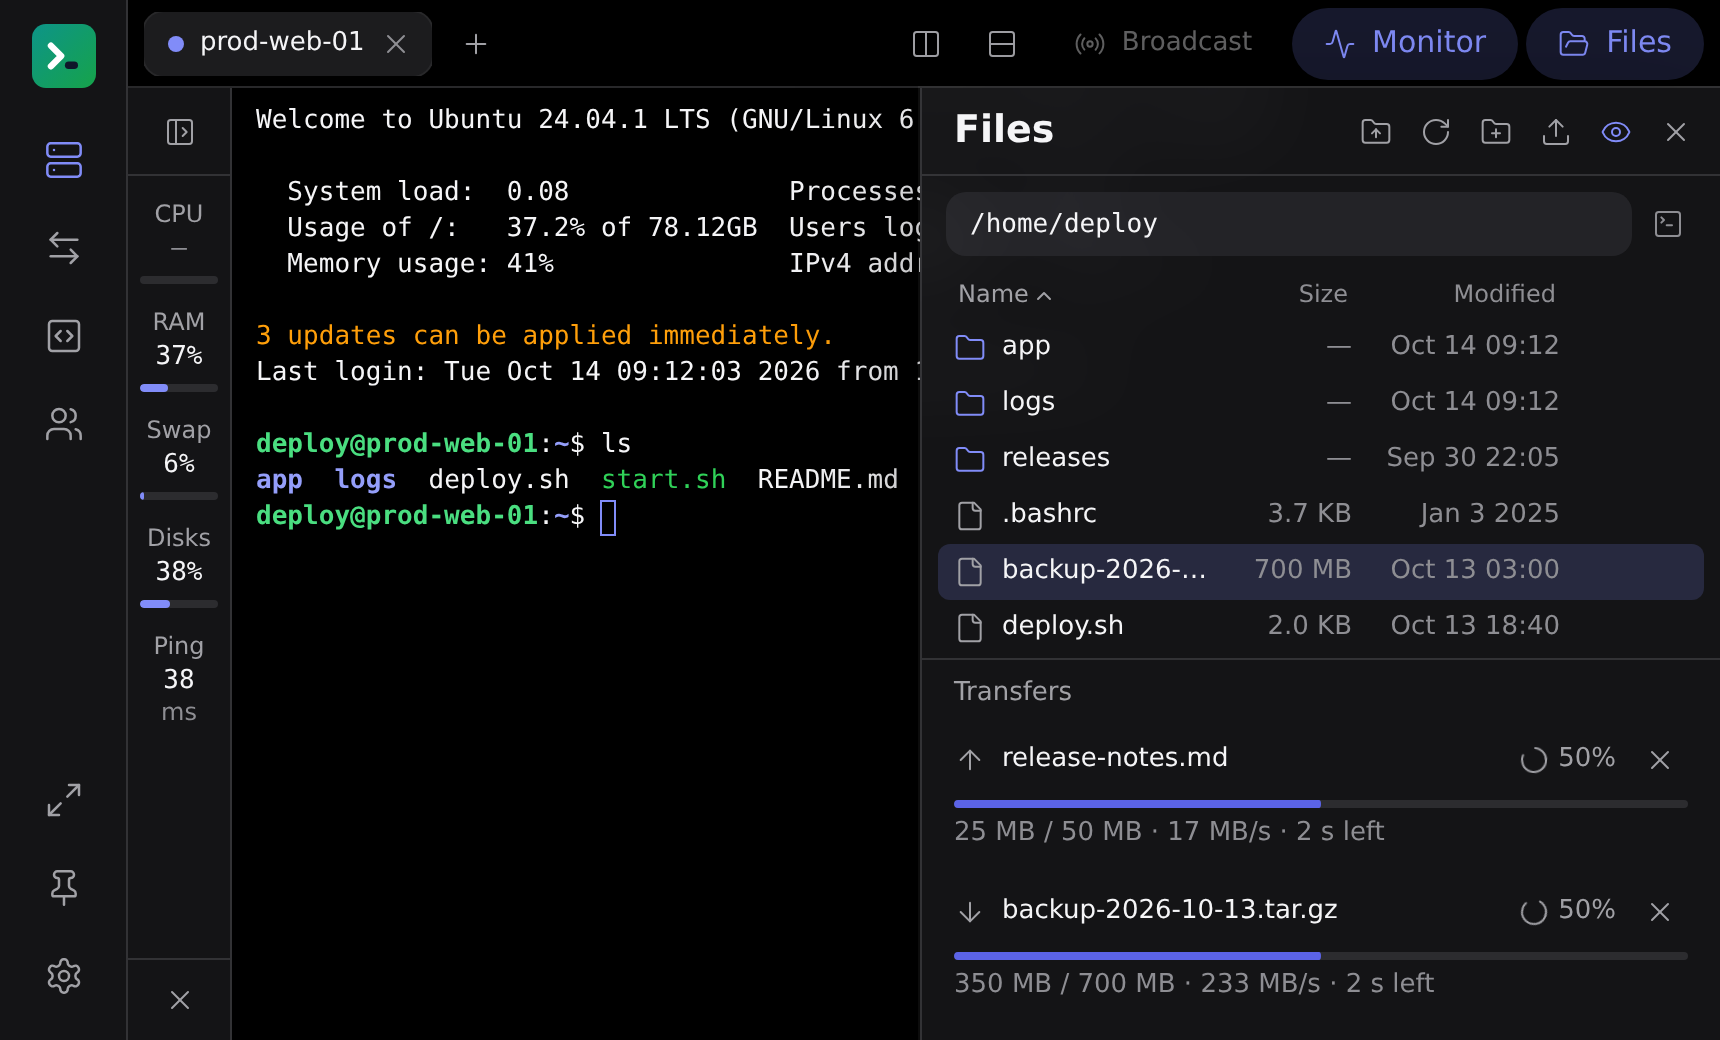 prod-web-01
Broadcast
Monitor
Files
CPU
—
RAM
37%
Swap
6%
Disks
38%
Ping
38
ms
Welcome to Ubuntu 24.04.1 LTS (GNU/Linux 6
System load:  0.08  Processes
Usage of /:   37.2% of 78.12GB  Users log
Memory usage: 41%  IPv4 addr
3 updates can be applied immediately.
Last login: Tue Oct 14 09:12:03 2026 from 1
deploy@prod-web-01:~$ ls
app  logs  deploy.sh  start.sh  README.md
deploy@prod-web-01:~$
Files
/home/deploy
Name  Size  Modified
app  —  Oct 14 09:12
logs  —  Oct 14 09:12
releases  —  Sep 30 22:05
.bashrc  3.7 KB  Jan 3 2025
backup-2026-...  700 MB  Oct 13 03:00
deploy.sh  2.0 KB  Oct 13 18:40
Transfers
release-notes.md  50%
25 MB / 50 MB · 17 MB/s · 2 s left
backup-2026-10-13.tar.gz  50%
350 MB / 700 MB · 233 MB/s · 2 s left